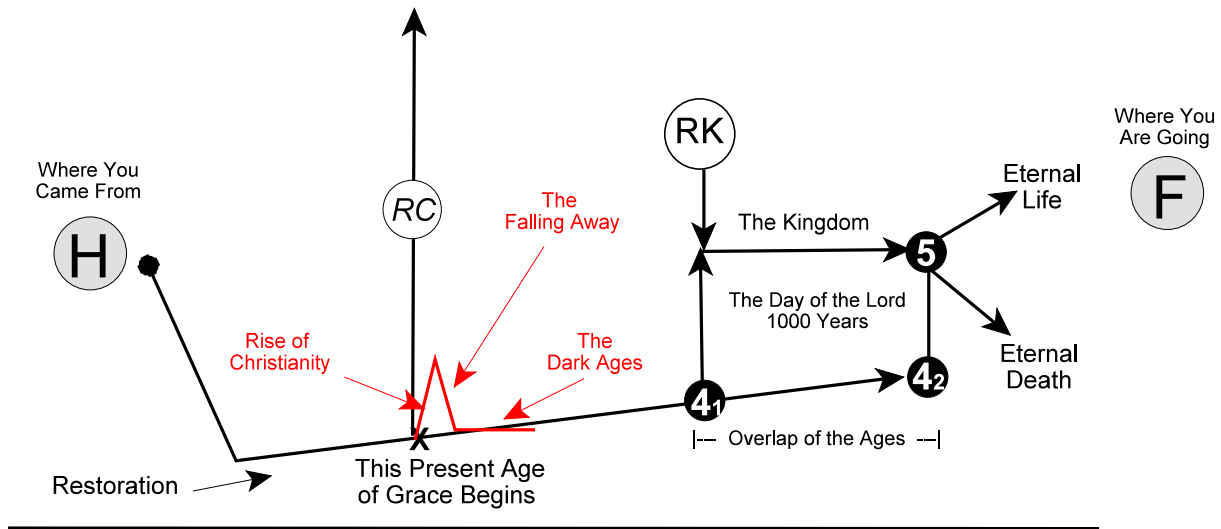 Where You
Came From
H
RC
The
Falling Away
Rise of
Christianity
The
Dark Ages
X
This Present Age
of Grace Begins
Restoration
RK
The Kingdom
The Day of the Lord
1000 Years
41
42
5
|-- Overlap of the Ages --|
Eternal
Life
Eternal
Death
Where You
Are Going
F